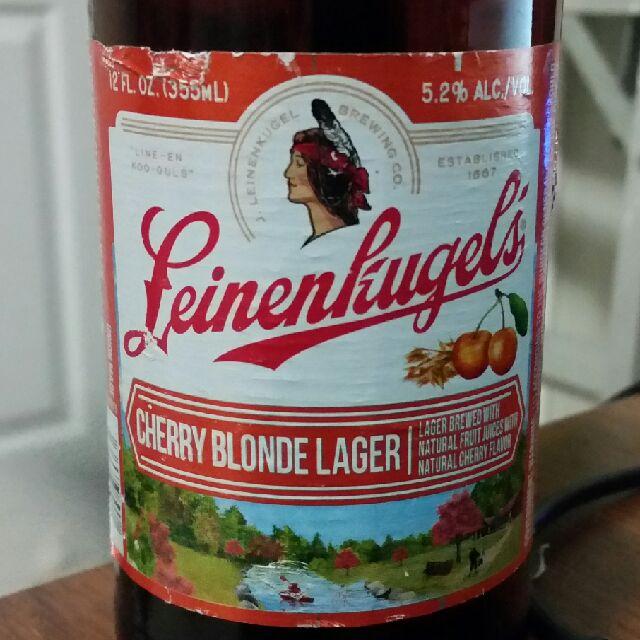 12 FL. OZ. (355mL)
5.2% ALC./VOL
J. LEINENKUGEL BREWING CO.
"LINE-EN
KOO-GULS"
ESTABLISHED
1867
Leinenkugel's
CHERRY BLONDE LAGER
LAGER BREWED WITH
NATURAL FRUIT JUICES WITH
NATURAL CHERRY FLAVOR